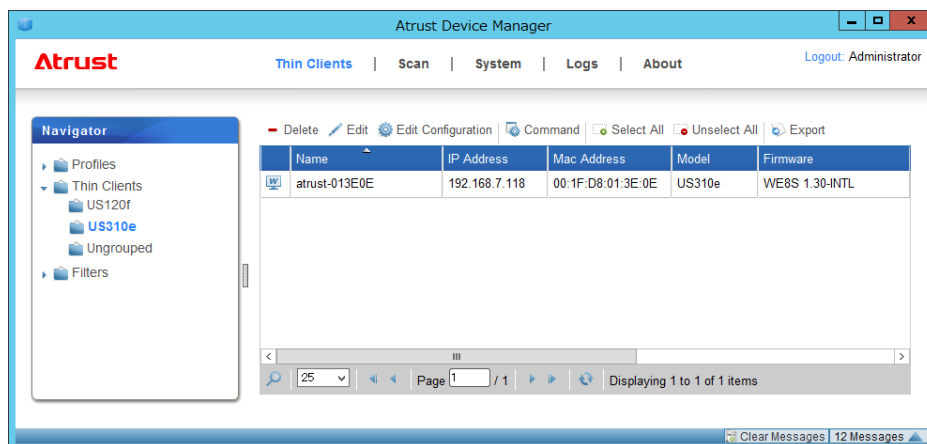 Atrust Device Manager
Atrust
Thin Clients | Scan | System | Logs | About
Logout: Administrator
Navigator
Profiles
Thin Clients
US120f
US310e
Ungrouped
Filters
Delete Edit Edit Configuration Command Select All Unselect All Export
Name IP Address Mac Address Model Firmware
W atrust-013E0E 192.168.7.118 00:1F:D8:01:3E:0E US310e WE8S 1.30-INTL
25 Page 1 / 1 Displaying 1 to 1 of 1 items
Clear Messages 12 Messages